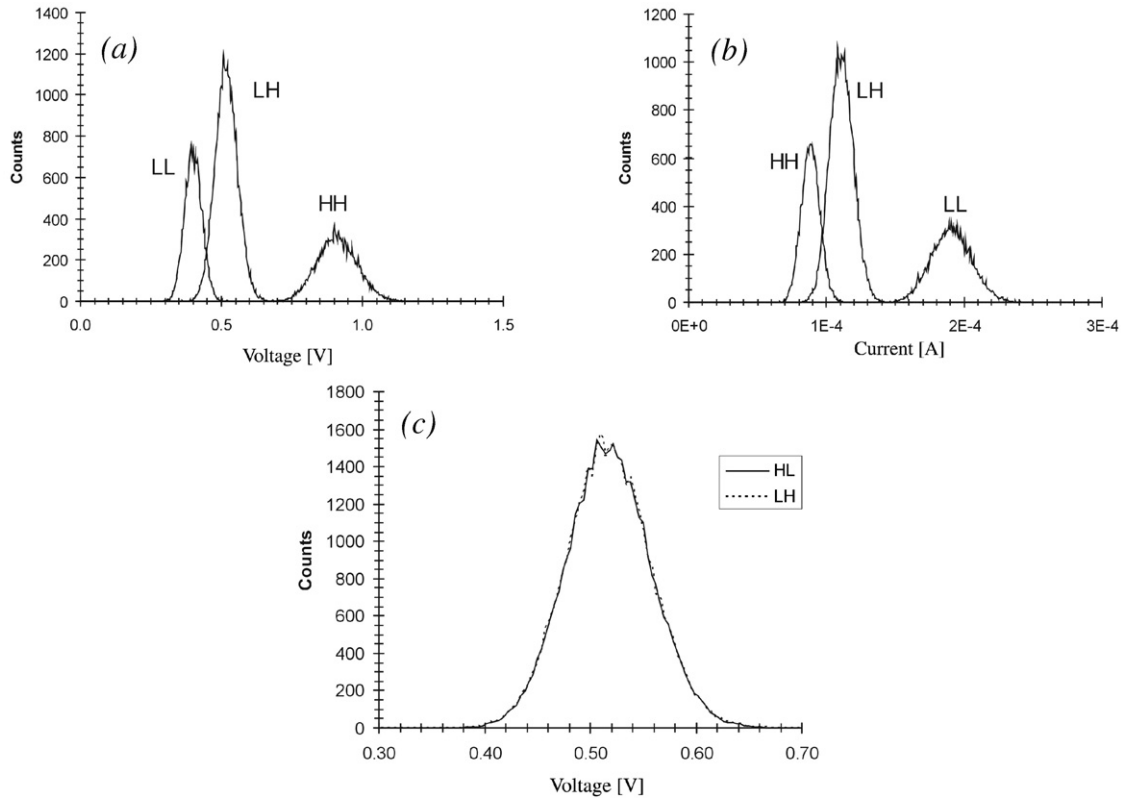 (a)
1400
1200
1000
800
600
400
200
0
Counts
LL
LH
HH
0.0
0.5
1.0
1.5
Voltage [V]
(b)
1200
1000
800
600
400
200
0
Counts
HH
LH
LL
0E+0
1E-4
2E-4
3E-4
Current [A]
(c)
1800
1600
1400
1200
1000
800
600
400
200
0
Counts
HL
LH
0.30
0.40
0.50
0.60
0.70
Voltage [V]